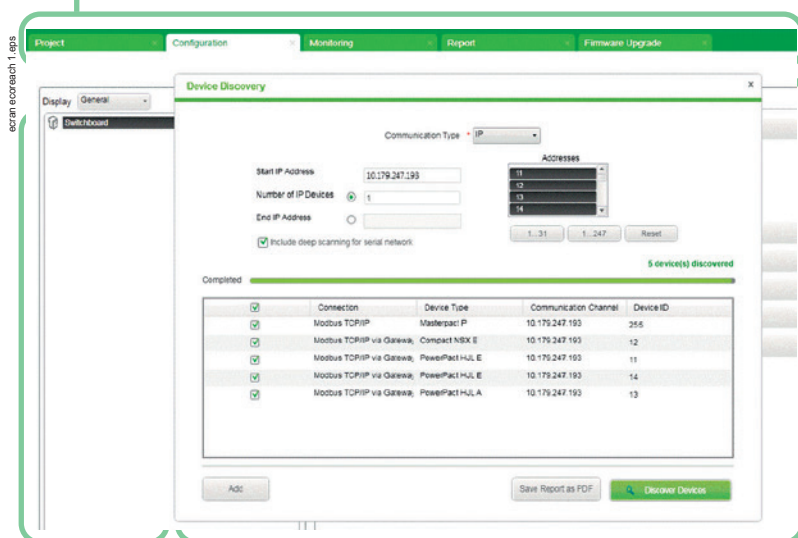 ecran ecoreach 1.eps
Project Configuration Monitoring Report Firmware Upgrade
Device Discovery x
Display General
Switchboard
Communication Type * IP
Addresses
Start IP Address 10.179.247.193
11
12
13
14
Number of IP Devices 1
End IP Address
1...31 1...247 Reset
Include deep scanning for serial network
5 device(s) discovered
Completed
Connection Device Type Communication Channel Device ID
Modbus TCP/IP Masterpact P 10.179.247.193 255
Modbus TCP/IP via Gateway Compact NSX E 10.179.247.193 12
Modbus TCP/IP via Gateway PowerPact HJL E 10.179.247.193 11
Modbus TCP/IP via Gateway PowerPact HJL E 10.179.247.193 14
Modbus TCP/IP via Gateway PowerPact HJL A 10.179.247.193 13
Add Save Report as PDF Discover Devices